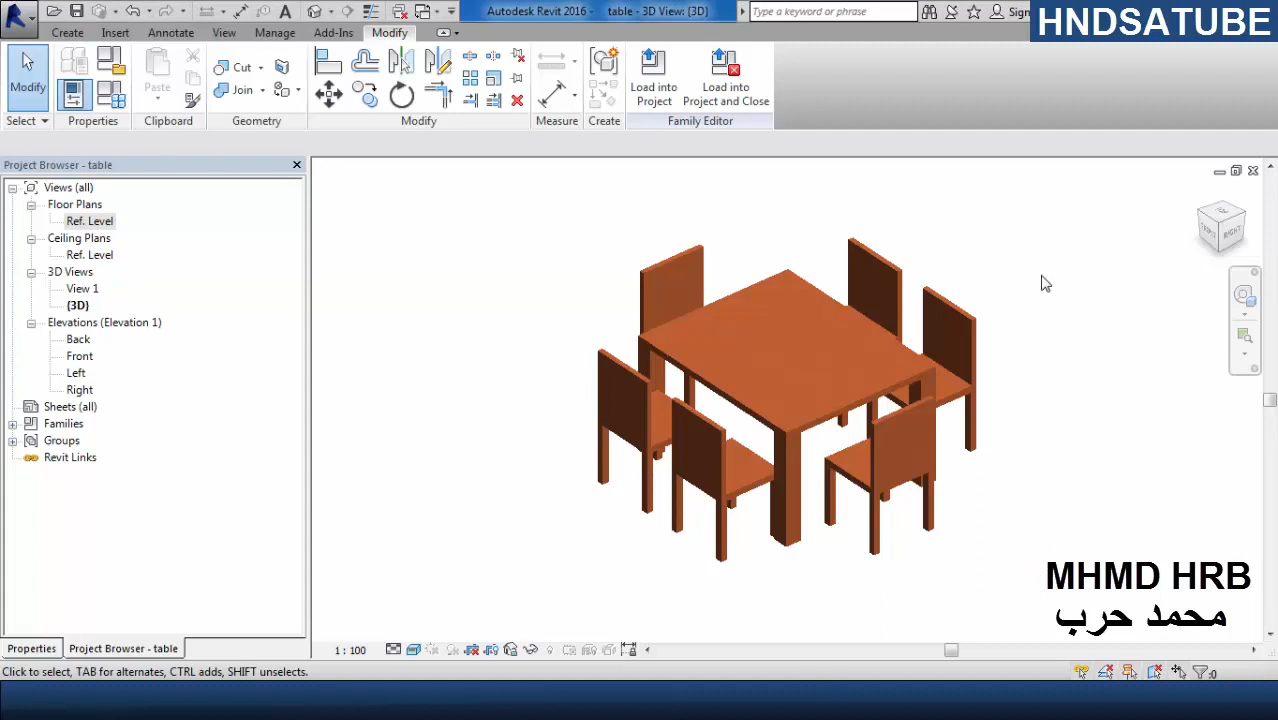 Autodesk Revit 2016 - table - 3D View: {3D}
Type a keyword or phrase
Sign
HNDSATUBE
Create Insert Annotate View Manage Add-Ins Modify
Modify
Paste
Cut
Join
Load into Project
Load into Project and Close
Select Properties Clipboard Geometry Modify Measure Create Family Editor
Project Browser - table
Views (all)
Floor Plans
Ref. Level
Ceiling Plans
Ref. Level
3D Views
View 1
{3D}
Elevations (Elevation 1)
Back
Front
Left
Right
Sheets (all)
Families
Groups
Revit Links
RIGHT
MHMD HRB
محمد حرب
Properties Project Browser - table
1 : 100
Click to select, TAB for alternates, CTRL adds, SHIFT unselects.
:0